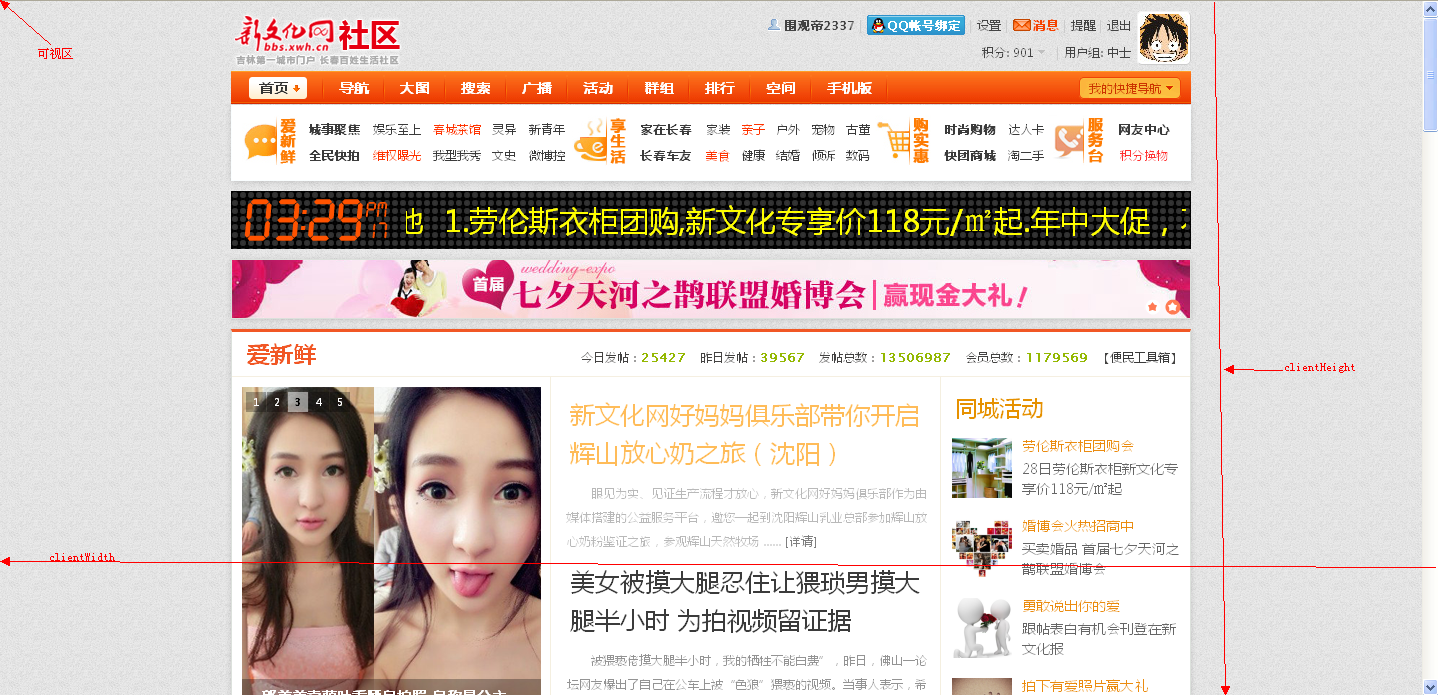 可视区
新文化网 社区
bbs.xwh.cn
吉林第一城市门户 长春百姓生活社区
围观帝2337 QQ帐号绑定 设置 消息 提醒 退出
积分: 901 用户组: 中士
首页 导航 大图 搜索 广播 活动 群组 排行 空间 手机版 我的快捷导航
爱新鲜 城事聚焦 娱乐至上 春城茶馆 灵异 新青年
全民快拍 维权曝光 我型我秀 文史 微博控
享生活 家在长春 家装 亲子 户外 宠物 古董
长春车友 美食 健康 结婚 倾诉 数码
购实惠 时尚购物 达人卡
快团商城 淘二手
服务台 网友中心
积分换物
03:29 PM 17 也 1.劳伦斯衣柜团购,新文化专享价118元/㎡起.年中大促，
wedding-expo
首届 七夕天河之鹊联盟婚博会 赢现金大礼！
爱新鲜 今日发帖：25427 昨日发帖：39567 发帖总数：13506987 会员总数：1179569 【便民工具箱】
clientHeight
1 2 3 4 5
新文化网好妈妈俱乐部带你开启
辉山放心奶之旅（沈阳）
眼见为实、见证生产流程才放心，新文化网好妈妈俱乐部作为由
媒体搭建的公益服务平台，邀您一起到沈阳辉山乳业总部参加辉山放
心奶粉鉴证之旅，参观辉山天然牧场 ...... [详请]
clientWidth
美女被摸大腿忍住让猥琐男摸大
腿半小时 为拍视频留证据
被猥亵佬摸大腿半小时，我的牺牲不能白费”，昨日，佛山一论
坛网友爆出了自己在公车上被“色狼”猥亵的视频。当事人表示，希
同城活动
劳伦斯衣柜团购会
28日劳伦斯衣柜新文化专
享价118元/㎡起
婚博会火热招商中
买卖婚品 首届七夕天河之
鹊联盟婚博会
勇敢说出你的爱
跟帖表白有机会刊登在新
文化报
拍下有爱照片赢大礼